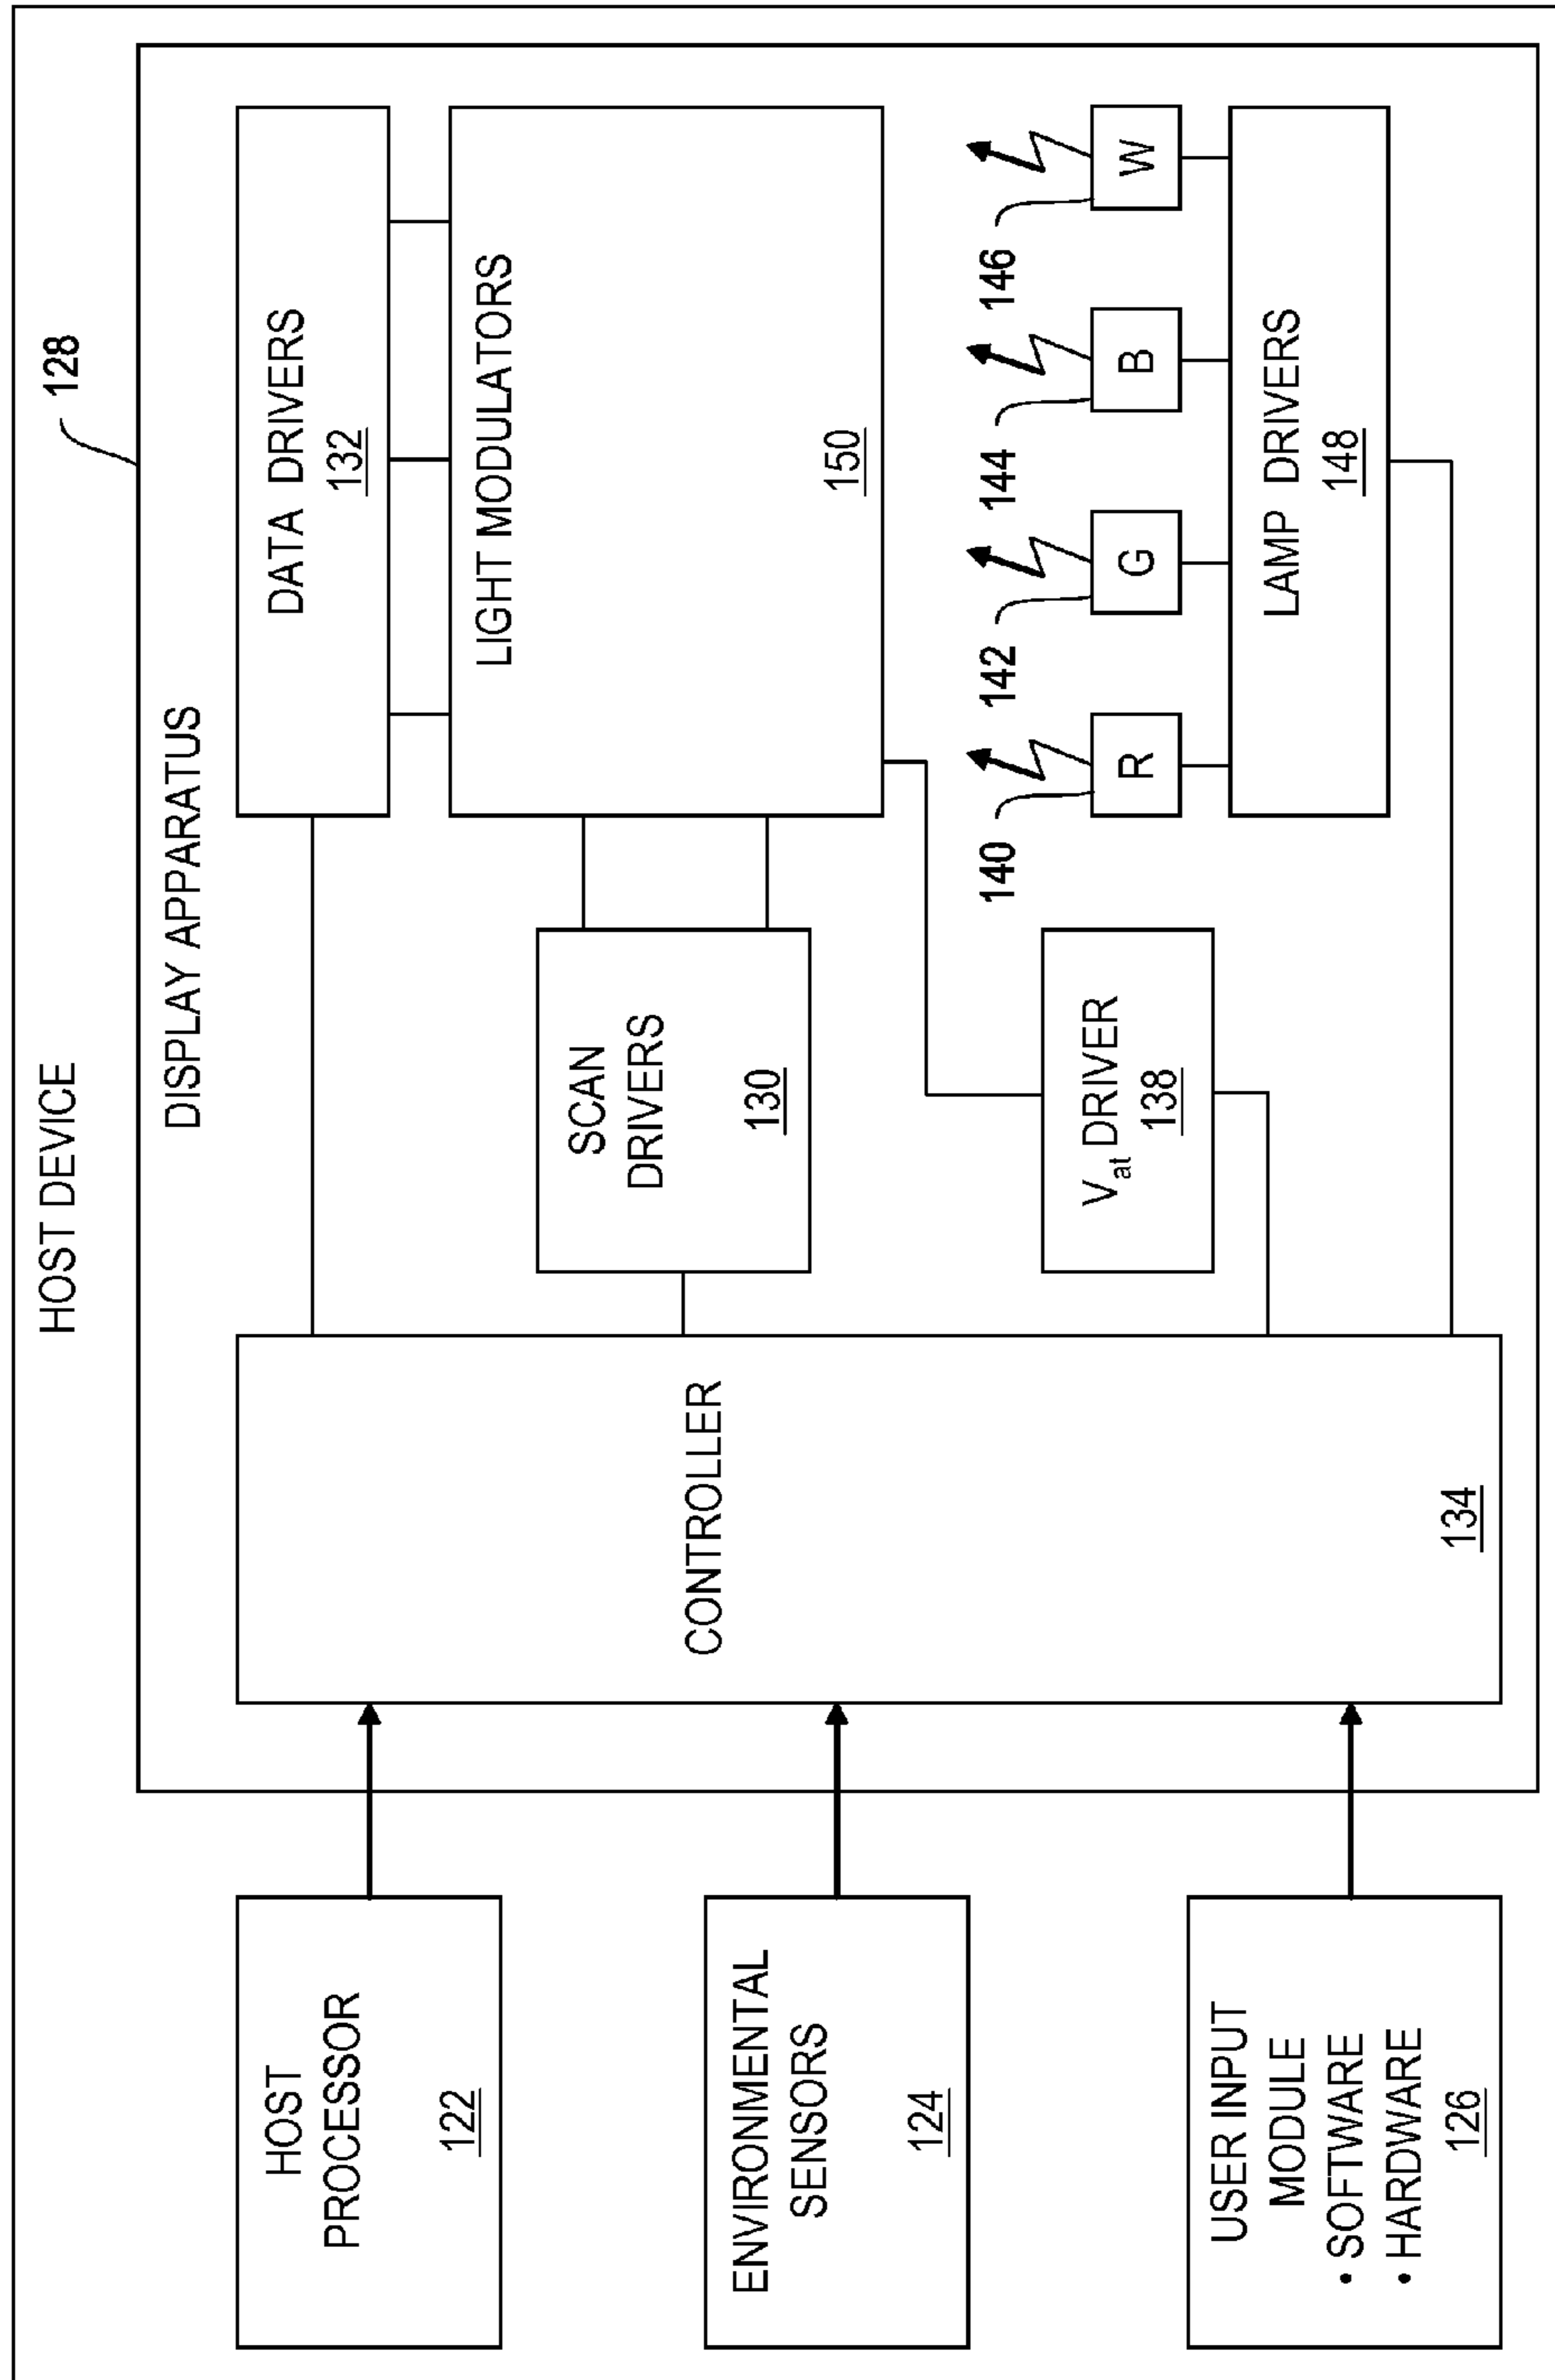 HOST DEVICE
128
DISPLAY APPARATUS
HOST
PROCESSOR
122
ENVIRONMENTAL
SENSORS
124
USER INPUT
MODULE
• SOFTWARE
• HARDWARE
126
CONTROLLER
134
DATA DRIVERS
132
SCAN
DRIVERS
130
LIGHT MODULATORS
150
Vat DRIVER
138
140
142
144
146
R
G
B
W
LAMP DRIVERS
148